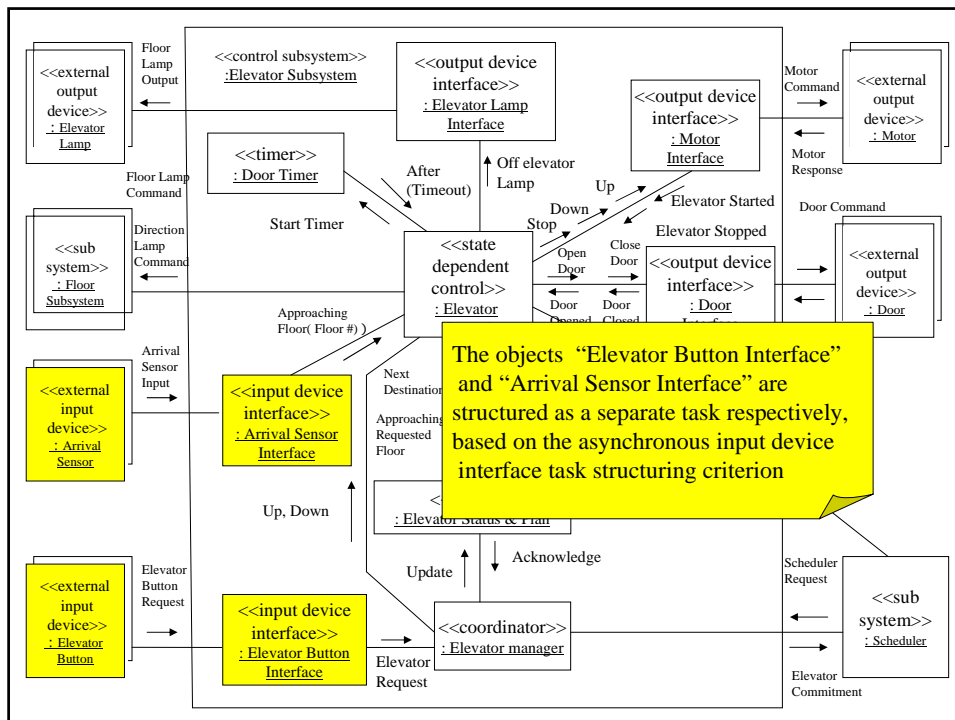 Floor
Lamp
Output
<<external
output
device>>
: Elevator
Lamp
<<control subsystem>>
:Elevator Subsystem
<<output device
interface>>
: Elevator Lamp
Interface
<<output device
interface>>
: Motor
Interface
Motor
Command
<<external
output
device>>
: Motor
Motor
Response
<<timer>>
: Door Timer
After
(Timeout)
Off elevator
Lamp
Up
Down
Stop
Elevator Started
Elevator Stopped
Start Timer
Floor Lamp
Command
<<sub
system>>
: Floor
Subsystem
Direction
Lamp
Command
<<state
dependent
control>>
: Elevator
Open
Door
Close
Door
Door
Opened
Door
Closed
<<output device
interface>>
: Door
Door Command
<<external
output
device>>
: Door
Approaching
Floor( Floor #) )
Arrival
Sensor
Input
<<external
input
device>>
: Arrival
Sensor
<<input device
interface>>
: Arrival Sensor
Interface
Next
Destination
Approaching
Requested
Floor
The objects “Elevator Button Interface”
and “Arrival Sensor Interface” are
structured as a separate task respectively,
based on the asynchronous input device
interface task structuring criterion
Up, Down
: Elevator Status & Plan
Update
Acknowledge
Elevator
Button
Request
<<external
input
device>>
: Elevator
Button
<<input device
interface>>
: Elevator Button
Interface
Elevator
Request
<<coordinator>>
: Elevator manager
Scheduler
Request
<<sub
system>>
: Scheduler
Elevator
Commitment